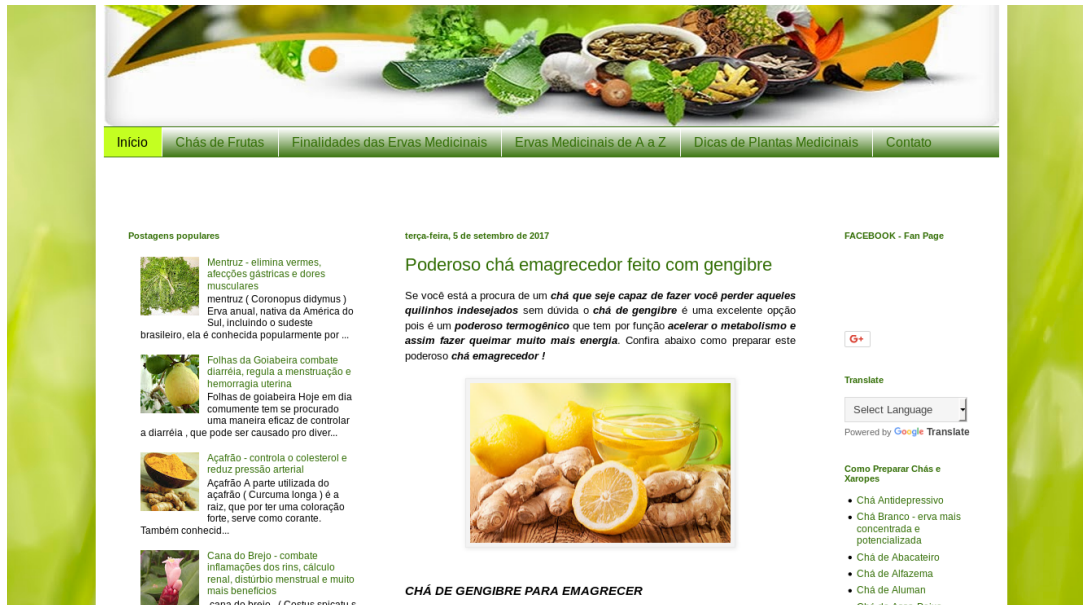 Início Chás de Frutas Finalidades das Ervas Medicinais Ervas Medicinais de A a Z Dicas de Plantas Medicinais Contato
Postagens populares
Mentruz - elimina vermes,
afecções gástricas e dores
musculares
mentruz ( Coronopus didymus )
Erva anual, nativa da América do
Sul, incluindo o sudeste
brasileiro, ela é conhecida popularmente por ...
Folhas da Goiabeira combate
diarréia, regula a menstruação e
hemorragia uterina
Folhas de goiabeira Hoje em dia
comumente tem se procurado
uma maneira eficaz de controlar
a diarréia , que pode ser causado pro diver...
Açafrão - controla o colesterol e
reduz pressão arterial
Açafrão A parte utilizada do
açafrão ( Curcuma longa ) é a
raiz, que por ter uma coloração
forte, serve como corante.
Também conhecid...
Cana do Brejo - combate
inflamações dos rins, cálculo
renal, distúrbio menstrual e muito
mais benefícios
cana do brejo ( Costus spicatu s
terça-feira, 5 de setembro de 2017
Poderoso chá emagrecedor feito com gengibre
Se você está a procura de um chá que seje capaz de fazer você perder aqueles
quilinhos indesejados sem dúvida o chá de gengibre é uma excelente opção
pois é um poderoso termogênico que tem por função acelerar o metabolismo e
assim fazer queimar muito mais energia. Confira abaixo como preparar este
poderoso chá emagrecedor !
CHÁ DE GENGIBRE PARA EMAGRECER
FACEBOOK - Fan Page
G+
Translate
Select Language
Powered by Google Translate
Como Preparar Chás e
Xaropes
Chá Antidepressivo
Chá Branco - erva mais
concentrada e
potencializada
Chá de Abacateiro
Chá de Alfazema
Chá de Aluman